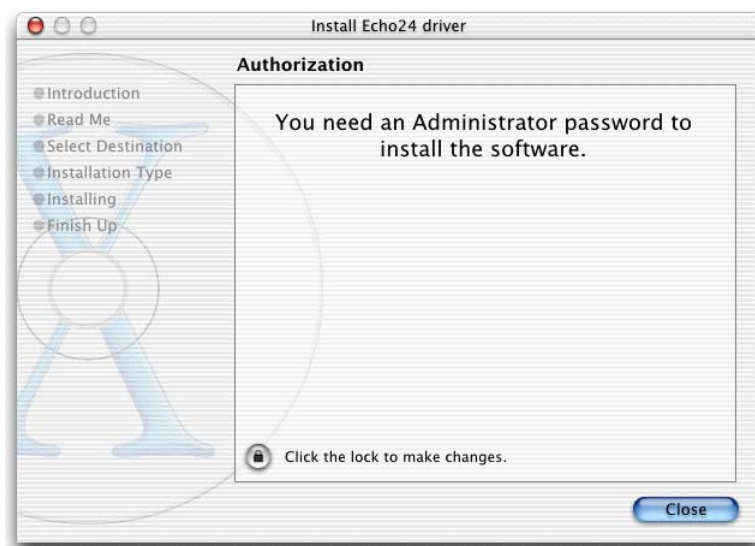 Install Echo24 driver
Authorization
Introduction
Read Me
Select Destination
Installation Type
Installing
Finish Up
You need an Administrator password to
install the software.
Click the lock to make changes.
Close